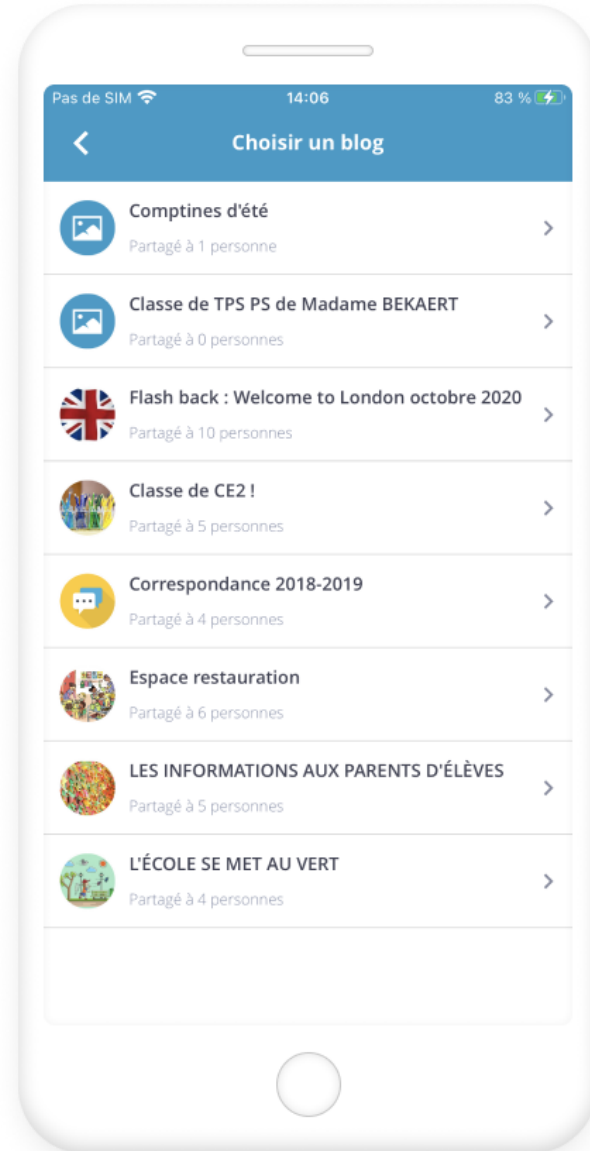 Pas de SIM 14:06 83 %
Choisir un blog
Comptines d'été
Partagé à 1 personne
Classe de TPS PS de Madame BEKAERT
Partagé à 0 personnes
Flash back : Welcome to London octobre 2020
Partagé à 10 personnes
Classe de CE2 !
Partagé à 5 personnes
Correspondance 2018-2019
Partagé à 4 personnes
Espace restauration
Partagé à 6 personnes
LES INFORMATIONS AUX PARENTS D'ÉLÈVES
Partagé à 5 personnes
L'ÉCOLE SE MET AU VERT
Partagé à 4 personnes